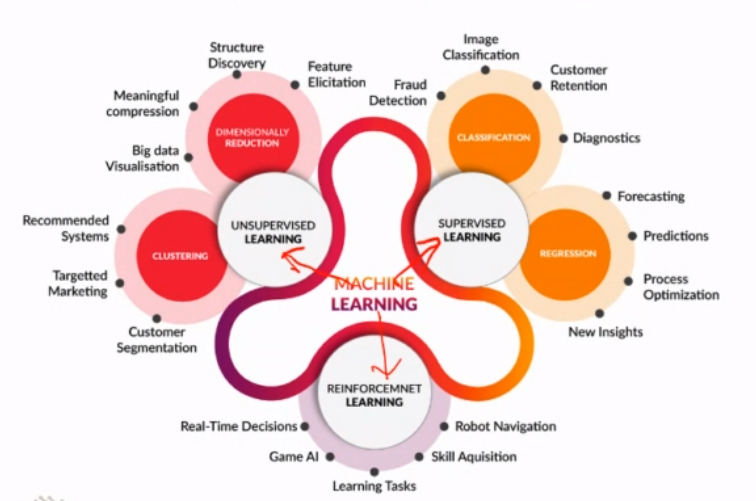 Structure
Discovery
Feature
Elicitation
Meaningful
compression
Big data
Visualisation
DIMENSIONALLY
REDUCTION
UNSUPERVISED
LEARNING
CLUSTERING
Recommended
Systems
Targetted
Marketing
Customer
Segmentation
Image
Classification
Fraud
Detection
Customer
Retention
Diagnostics
CLASSIFICATION
SUPERVISED
LEARNING
REGRESSION
Forecasting
Predictions
Process
Optimization
New Insights
MACHINE
LEARNING
REINFORCEMNET
LEARNING
Real-Time Decisions
Game AI
Learning Tasks
Skill Aquisition
Robot Navigation